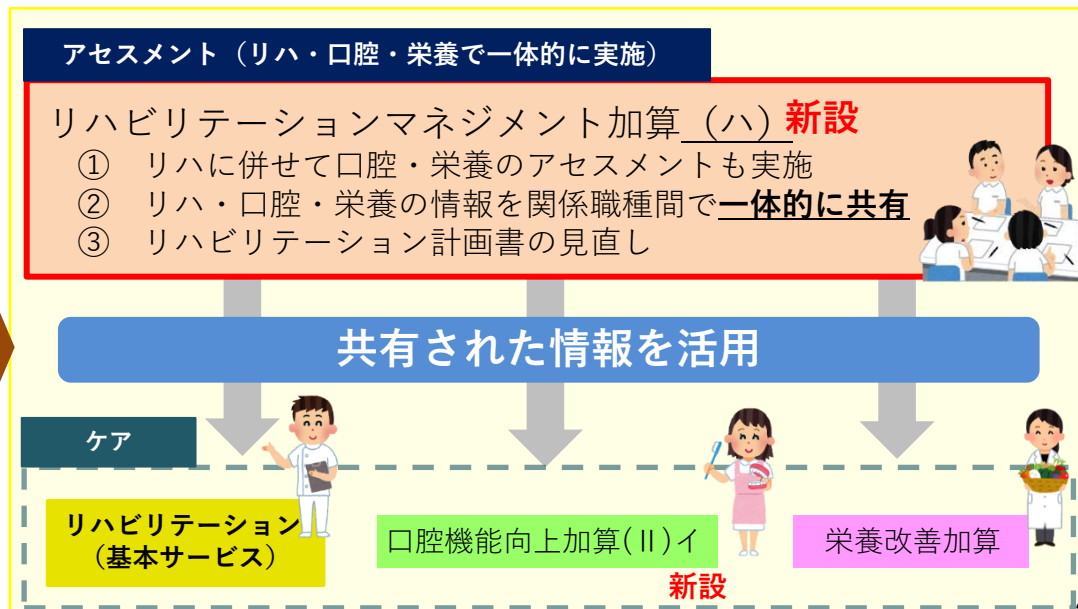 アセスメント（リハ・口腔・栄養で一体的に実施）
リハビリテーションマネジメント加算（ハ）新設
① リハに併せて口腔・栄養のアセスメントも実施
② リハ・口腔・栄養の情報を関係職種間で一体的に共有
③ リハビリテーション計画書の見直し
共有された情報を活用
ケア
リハビリテーション
（基本サービス）
口腔機能向上加算(Ⅱ)イ
新設
栄養改善加算